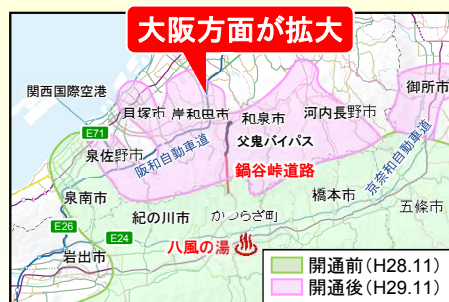 大阪方面が拡大
関西国際空港
貝塚市
岸和田市
和泉市
河内長野市
御所市
E71
父鬼バイパス
泉佐野市
阪和自動車道
京奈和自動車道
鍋谷峠道路
泉南市
橋本市
紀の川市
かつらぎ町
五條市
E26
E24
八風の湯
岩出市
開通前(H28.11)
開通後(H29.11)